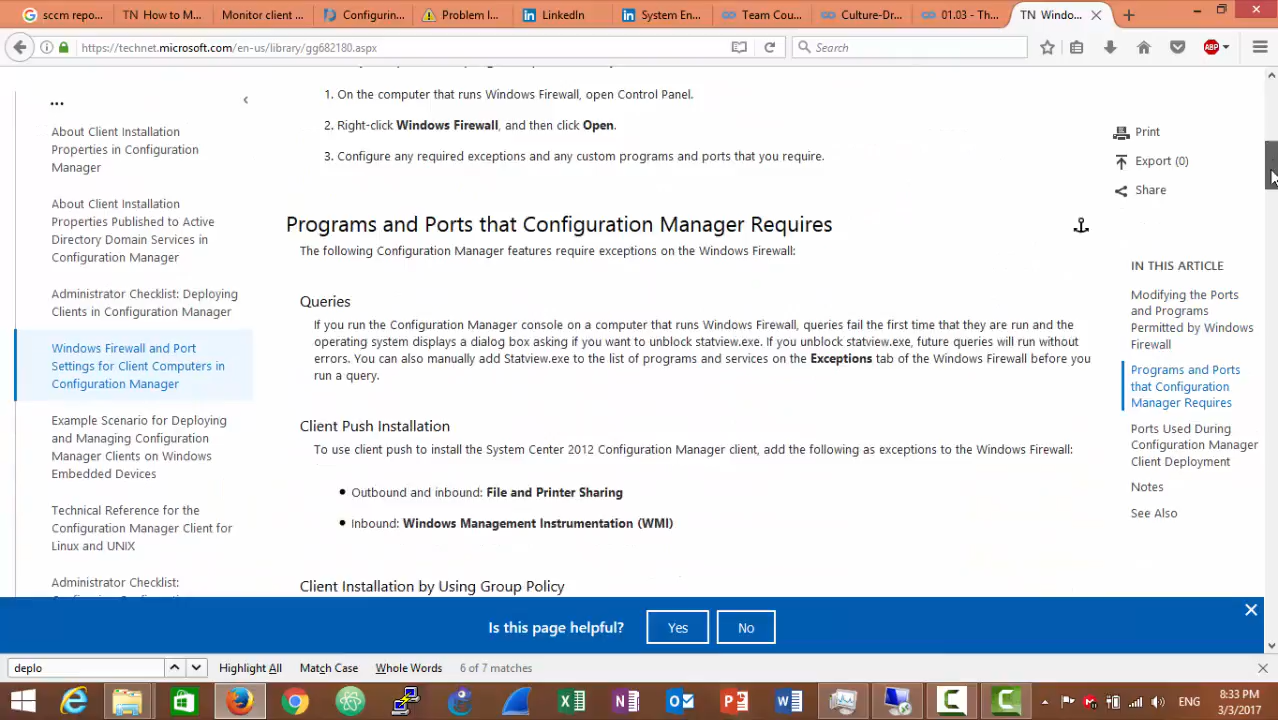 sccm repo...
TN How to M...
Monitor client ...
Configurin...
Problem I...
LinkedIn
System En...
Team Cou...
Culture-Dr...
01.03 - Th...
TN Windo...
https://technet.microsoft.com/en-us/library/gg682180.aspx
Search
ABP
...
About Client Installation
Properties in Configuration
Manager
About Client Installation
Properties Published to Active
Directory Domain Services in
Configuration Manager
Administrator Checklist: Deploying
Clients in Configuration Manager
Windows Firewall and Port
Settings for Client Computers in
Configuration Manager
Example Scenario for Deploying
and Managing Configuration
Manager Clients on Windows
Embedded Devices
Technical Reference for the
Configuration Manager Client for
Linux and UNIX
Administrator Checklist:
1. On the computer that runs Windows Firewall, open Control Panel.
2. Right-click Windows Firewall, and then click Open.
3. Configure any required exceptions and any custom programs and ports that you require.
Programs and Ports that Configuration Manager Requires
The following Configuration Manager features require exceptions on the Windows Firewall:
Queries
If you run the Configuration Manager console on a computer that runs Windows Firewall, queries fail the first time that they are run and the
operating system displays a dialog box asking if you want to unblock statview.exe. If you unblock statview.exe, future queries will run without
errors. You can also manually add Statview.exe to the list of programs and services on the Exceptions tab of the Windows Firewall before you
run a query.
Client Push Installation
To use client push to install the System Center 2012 Configuration Manager client, add the following as exceptions to the Windows Firewall:
Outbound and inbound: File and Printer Sharing
Inbound: Windows Management Instrumentation (WMI)
Client Installation by Using Group Policy
Print
Export (0)
Share
IN THIS ARTICLE
Modifying the Ports
and Programs
Permitted by Windows
Firewall
Programs and Ports
that Configuration
Manager Requires
Ports Used During
Configuration Manager
Client Deployment
Notes
See Also
Is this page helpful?
Yes
No
deplo
Highlight All
Match Case
Whole Words
6 of 7 matches
ENG
8:33 PM
3/3/2017